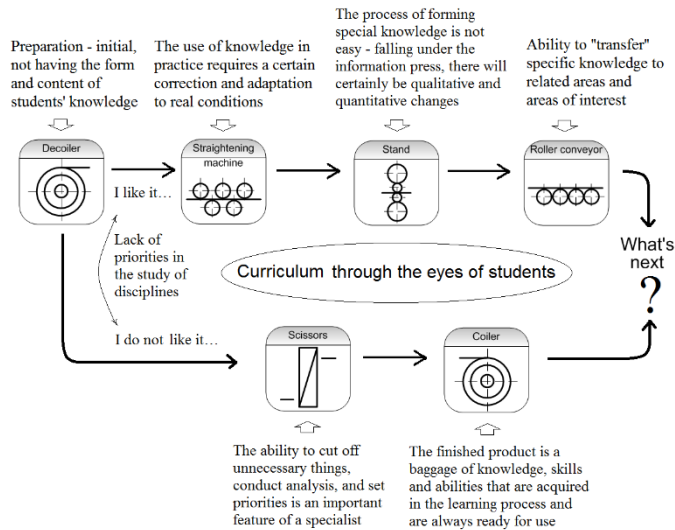 Preparation - initial,
not having the form
and content of
students' knowledge
The use of knowledge in
practice requires a certain
correction and adaptation
to real conditions
The process of forming
special knowledge is not
easy - falling under the
information press, there will
certainly be qualitative and
quantitative changes
Ability to "transfer"
specific knowledge to
related areas and
areas of interest
Decoiler
Straightening
machine
Stand
Roller conveyor
I like it...
Lack of
priorities in
the study of
disciplines
I do not like it...
Curriculum through the eyes of students
What's
next
?
Scissors
Coiler
The ability to cut off
unnecessary things,
conduct analysis, and set
priorities is an important
feature of a specialist
The finished product is a
baggage of knowledge, skills
and abilities that are acquired
in the learning process and
are always ready for use